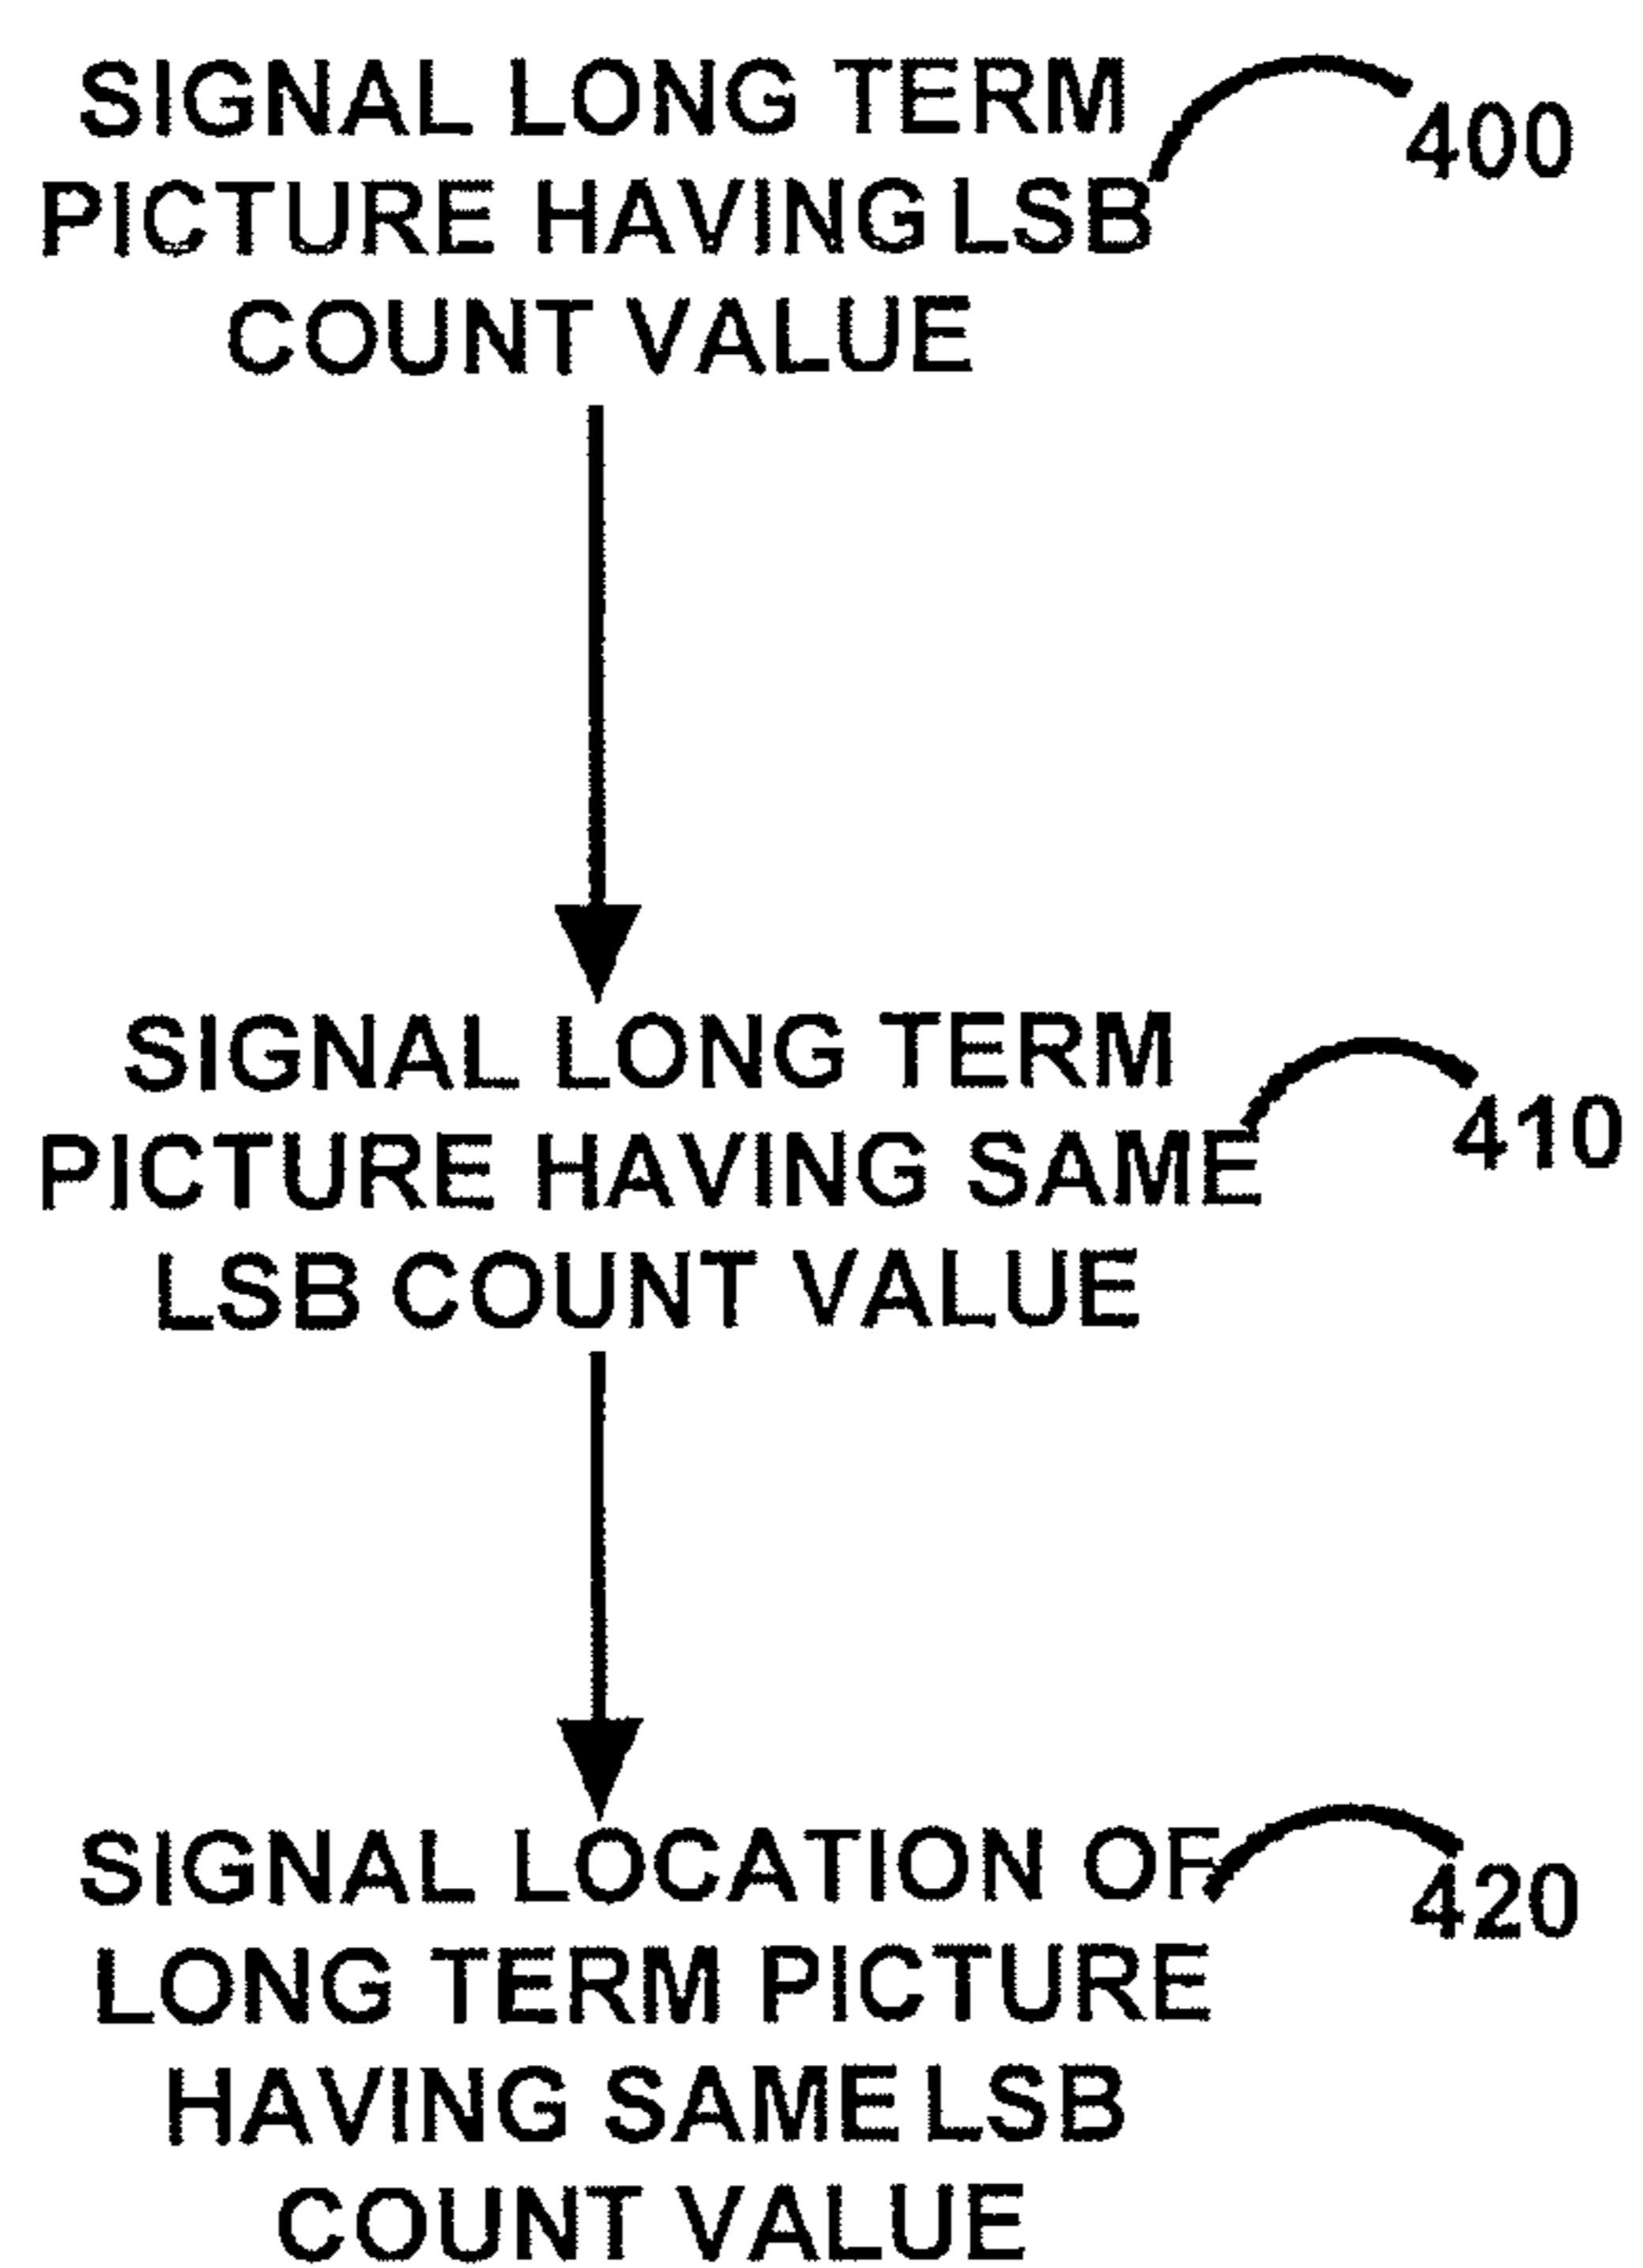 SIGNAL LONG TERM
400
PICTURE HAVING LSB
COUNT VALUE
SIGNAL LONG TERM
410
PICTURE HAVING SAME
LSB COUNT VALUE
SIGNAL LOCATION OF
420
LONG TERM PICTURE
HAVING SAME LSB
COUNT VALUE